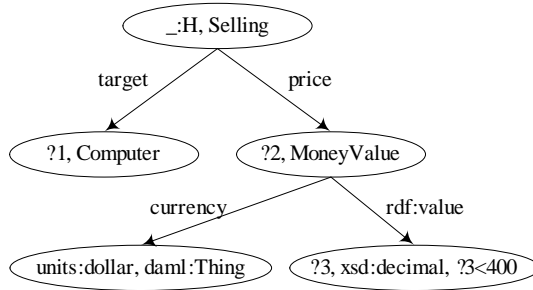 _:H, Selling
target
price
?1, Computer
?2, MoneyValue
currency
rdf:value
units:dollar, daml:Thing
?3, xsd:decimal, ?3<400